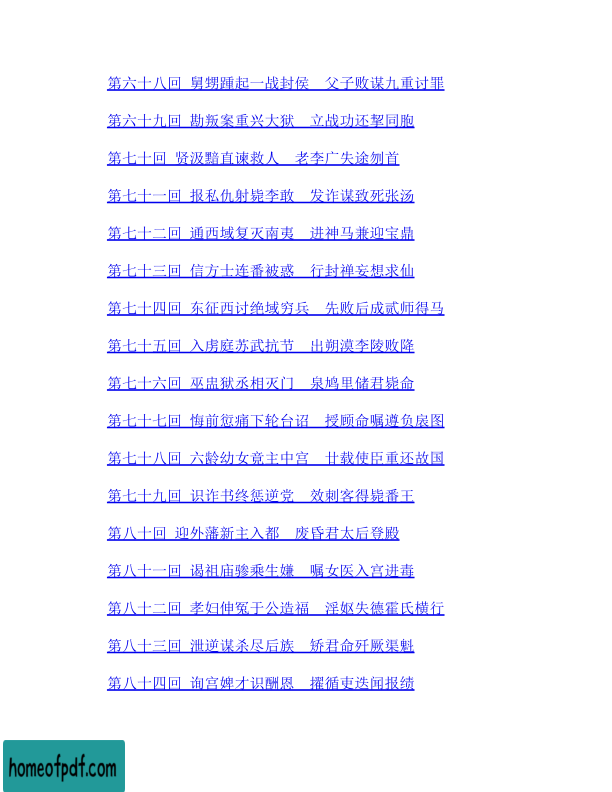 第六十八回 舅甥踵起一战封侯　父子败谋九重讨罪
第六十九回 勘叛案重兴大狱　立战功还挈同胞
第七十回 贤汲黯直谏救人　老李广失途刎首
第七十一回 报私仇射毙李敢　发诈谋致死张汤
第七十二回 通西域复灭南夷　进神马兼迎宝鼎
第七十三回 信方士连番被惑　行封禅妄想求仙
第七十四回 东征西讨绝域穷兵　先败后成贰师得马
第七十五回 入虏庭苏武抗节　出朔漠李陵败降
第七十六回 巫蛊狱丞相灭门　泉鸠里储君毙命
第七十七回 悔前愆痛下轮台诏　授顾命嘱遵负扆图
第七十八回 六龄幼女竟主中宫　廿载使臣重还故国
第七十九回 识诈书终惩逆党　效刺客得毙番王
第八十回 迎外藩新主入都　废昏君太后登殿
第八十一回 谒祖庙骖乘生嫌　嘱女医入宫进毒
第八十二回 孝妇伸冤于公造福　淫妪失德霍氏横行
第八十三回 泄逆谋杀尽后族　矫君命歼厥渠魁
第八十四回 询宫婢才识酬恩　擢循吏迭闻报绩
homeofpdf.com